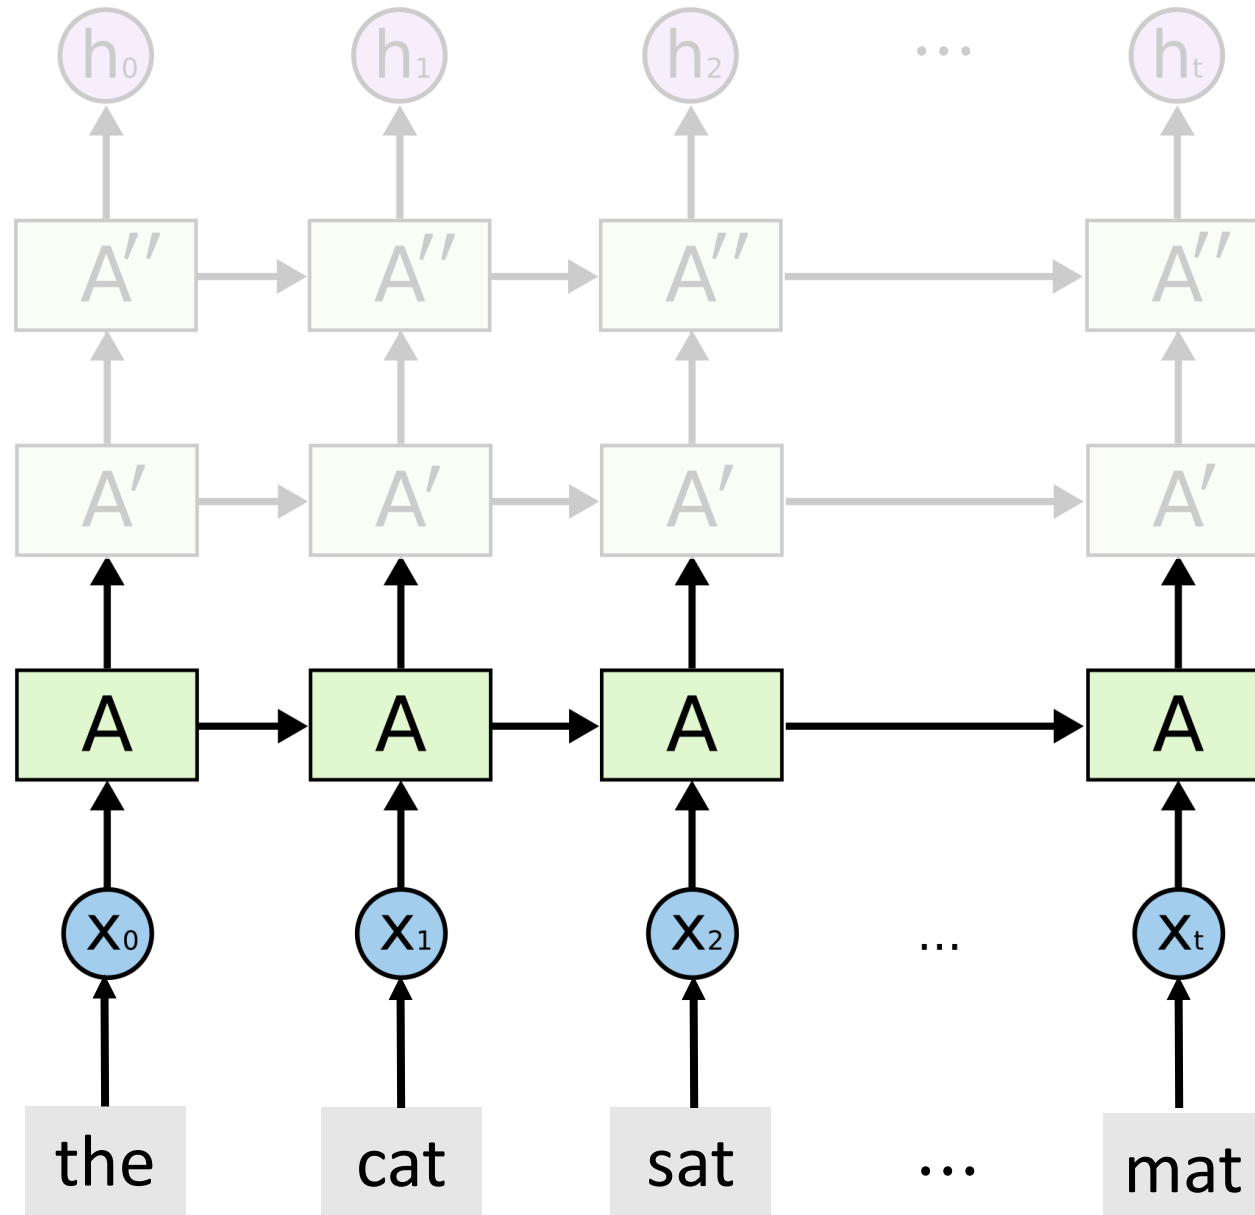 h₀ h₁ h₂ ... hₜ
A′′ A′′ A′′ A′′
A′ A′ A′ A′
A A A A
x₀ x₁ x₂ ... xₜ
the cat sat ... mat